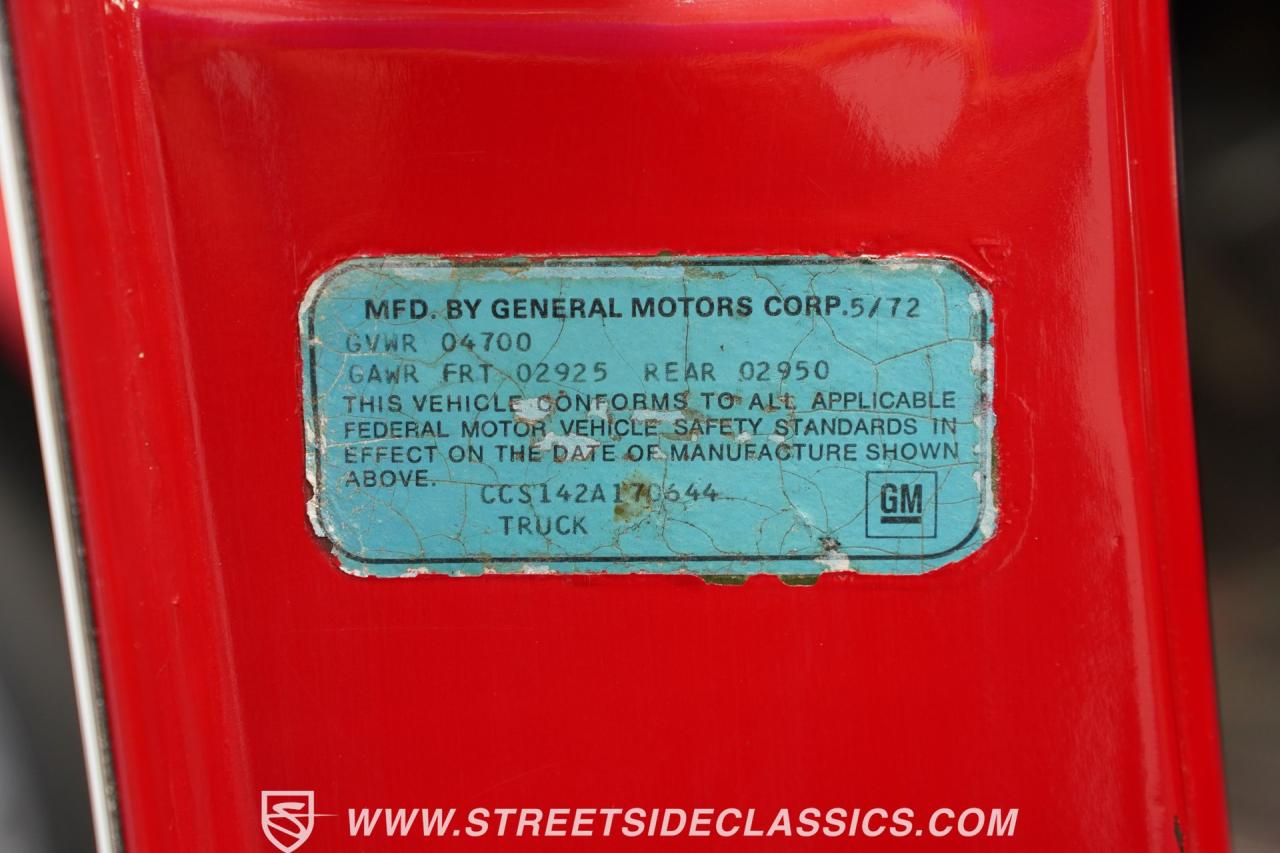 MFD. BY GENERAL MOTORS CORP. 5/72
GVWR 04700
GAWR FRT 02925 REAR 02950
THIS VEHICLE CONFORMS TO ALL APPLICABLE
FEDERAL MOTOR VEHICLE SAFETY STANDARDS IN
EFFECT ON THE DATE OF MANUFACTURE SHOWN
ABOVE.
CCS142A170644
TRUCK
GM
WWW.STREETSIDECLASSICS.COM